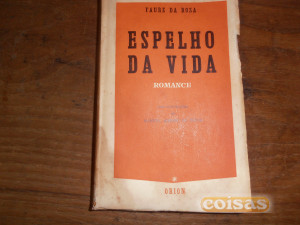 FAURE DA ROSA
ESPELHO
DA VIDA
ROMANCE
ORION
coisas